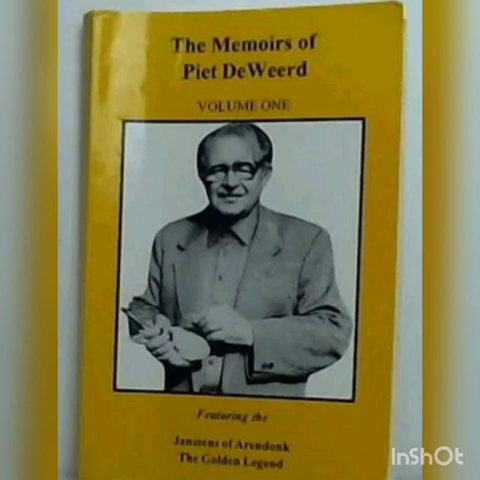 The Memoirs of
Piet DeWeerd
VOLUME ONE
Featuring the
Janssens of Arendonk
The Golden Legend
InShOt